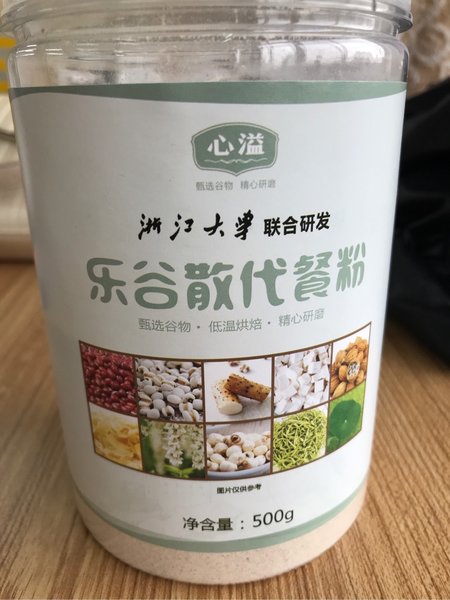 心溢
甄选谷物 精心研磨
浙江大学 联合研发
乐谷散代餐粉
甄选谷物·低温烘焙·精心研磨
图片仅供参考
净含量：500g